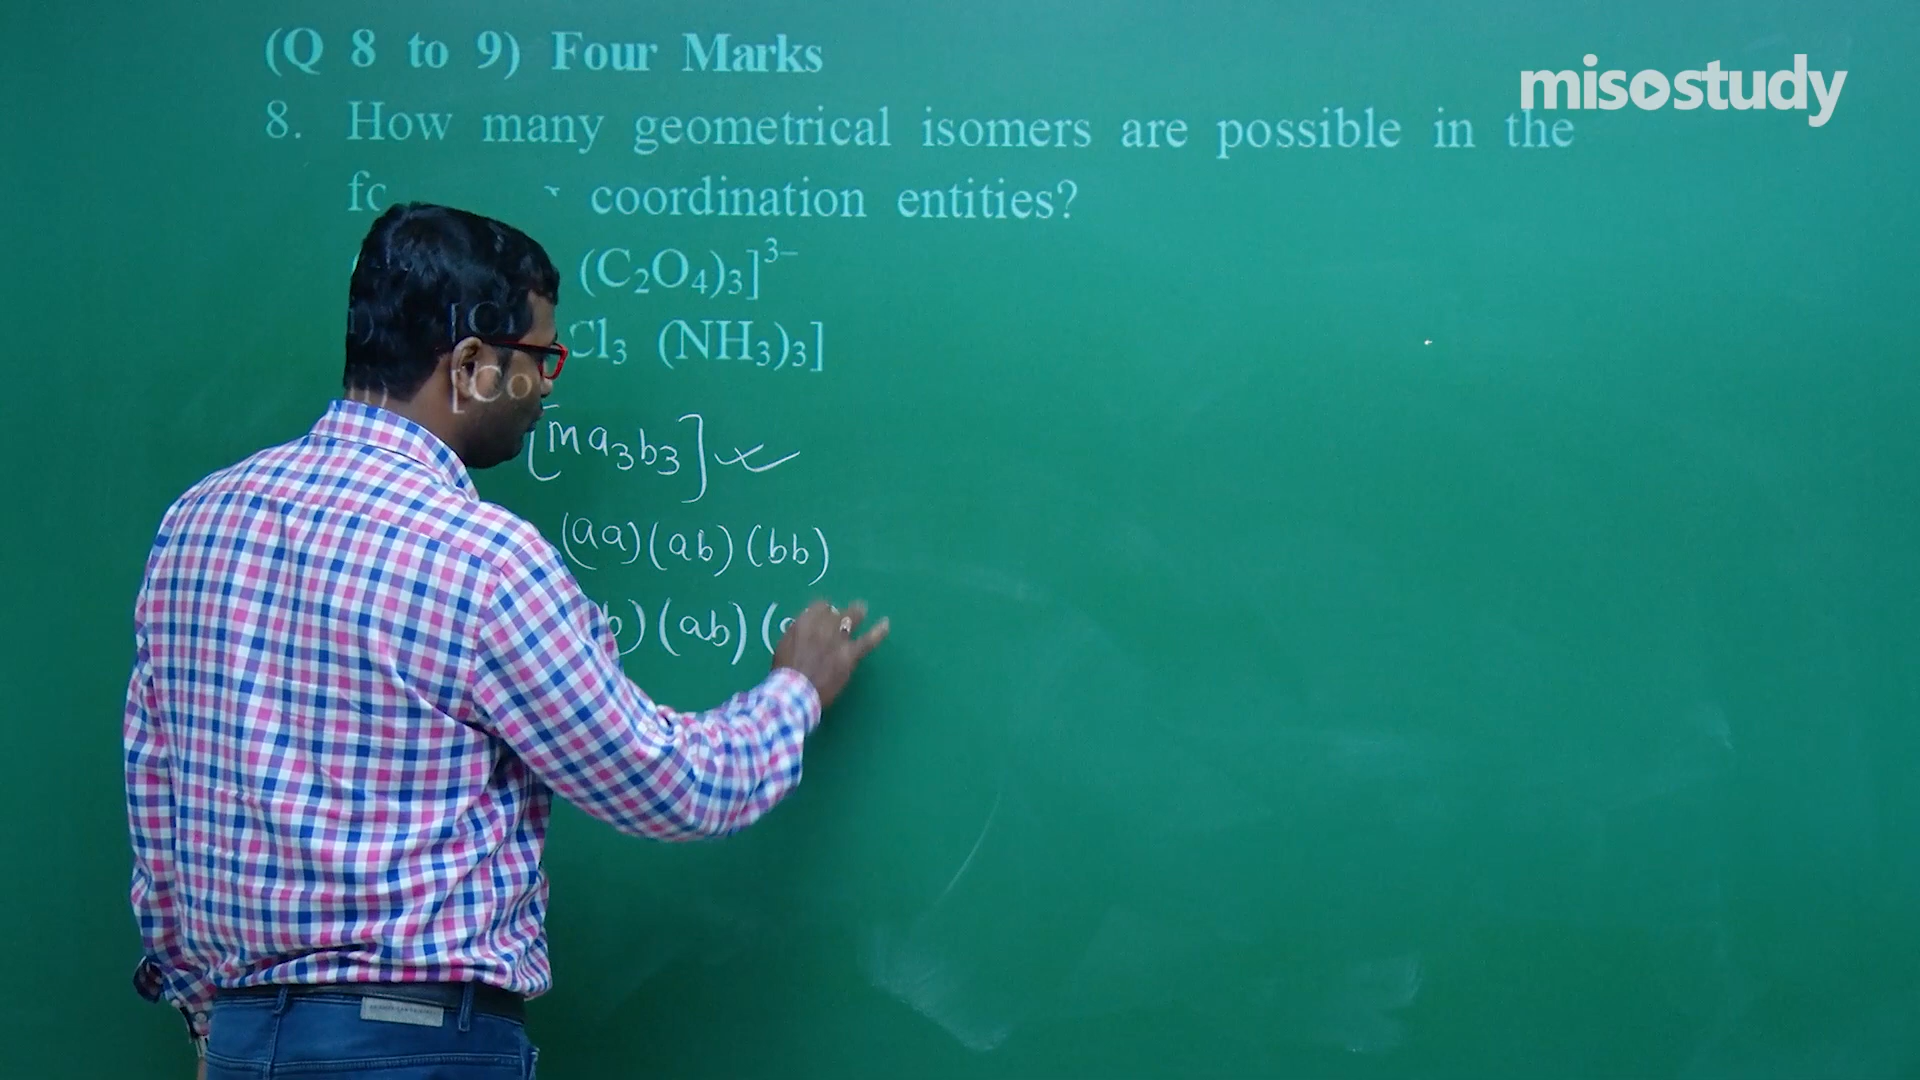 (Q 8 to 9) Four Marks
misostudy
8. How many geometrical isomers are possible in the
coordination entities?
(C₂O₄)₃]³⁻
Cl₃ (NH₃)₃]
[Co
[ma₃b₃]
(aa)(ab)(bb)
b)(ab)(